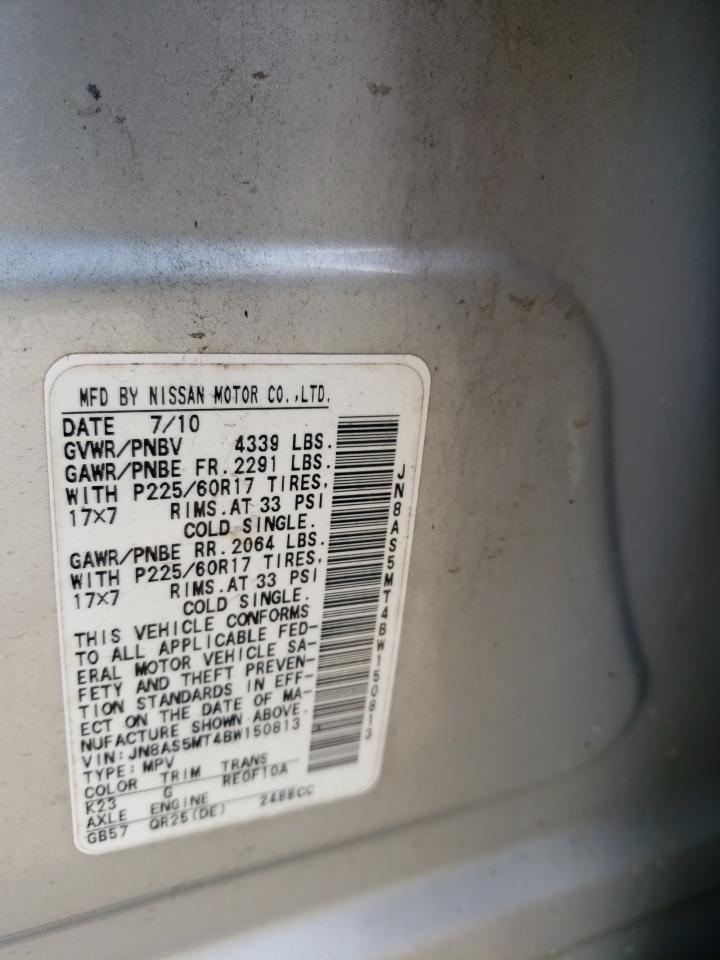 MFD BY NISSAN MOTOR CO.,LTD.
DATE 7/10
GVWR/PNBV 4339 LBS.
GAWR/PNBE FR. 2291 LBS.
WITH P225/60R17 TIRES,
17×7 RIMS. AT 33 PSI
COLD SINGLE.
GAWR/PNBE RR. 2064 LBS.
WITH P225/60R17 TIRES,
17×7 RIMS. AT 33 PSI
COLD SINGLE.
THIS VEHICLE CONFORMS
TO ALL APPLICABLE FED-
ERAL MOTOR VEHICLE SA-
FETY AND THEFT PREVEN-
TION STANDARDS IN EFF-
ECT ON THE DATE OF MA-
NUFACTURE SHOWN ABOVE.
VIN: JN8AS5MT4BW150813
TYPE: MPV
COLOR TRIM TRANS
K23 G RE0F10A
AXLE ENGINE
GB57 QR25(DE) 2488CC
JN8AS5MT4BW150813